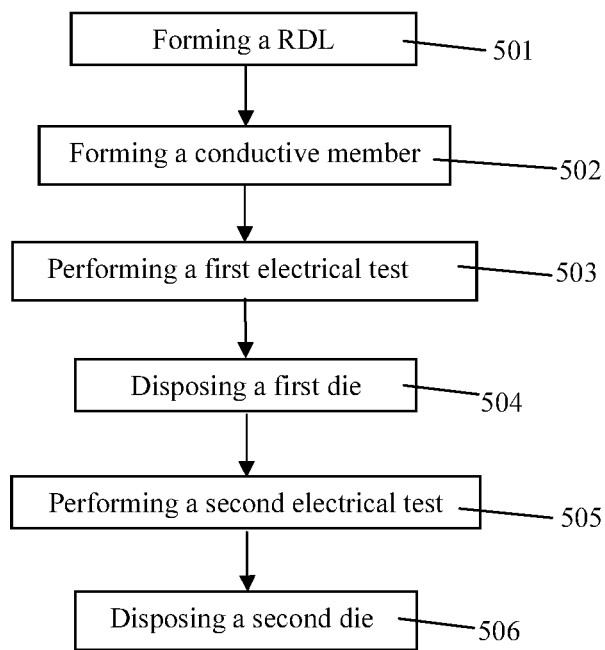 Forming a RDL
501
Forming a conductive member
502
Performing a first electrical test
503
Disposing a first die
504
Performing a second electrical test
505
Disposing a second die
506